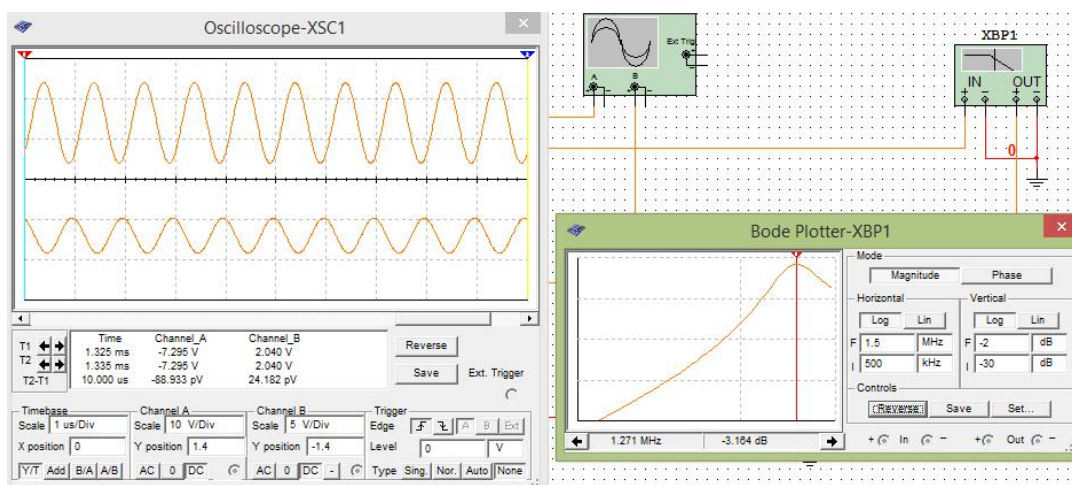 Oscilloscope-XSC1
Time Channel_A Channel_B
T1 1.325 ms -7.295 V 2.040 V
T2 1.335 ms -7.295 V 2.040 V
T2-T1 10.000 us -88.933 pV 24.182 pV
Reverse
Save
Ext. Trigger
Timebase
Scale 1 us/Div
X position 0
Y/T Add B/A A/B
Channel A
Scale 10 V/Div
Y position 1.4
AC 0 DC
Channel B
Scale 5 V/Div
Y position -1.4
AC 0 DC -
Trigger
Edge A B Ext
Level 0 V
Type Sing. Nor. Auto None
Ext Trig
A B
XBP1
IN OUT
0
Bode Plotter-XBP1
Mode
Magnitude Phase
Horizontal
Log Lin
F 1.5 MHz
I 500 kHz
Vertical
Log Lin
F -2 dB
I -30 dB
Controls
Reverse Save Set...
1.271 MHz -3.164 dB
+ In - + Out -